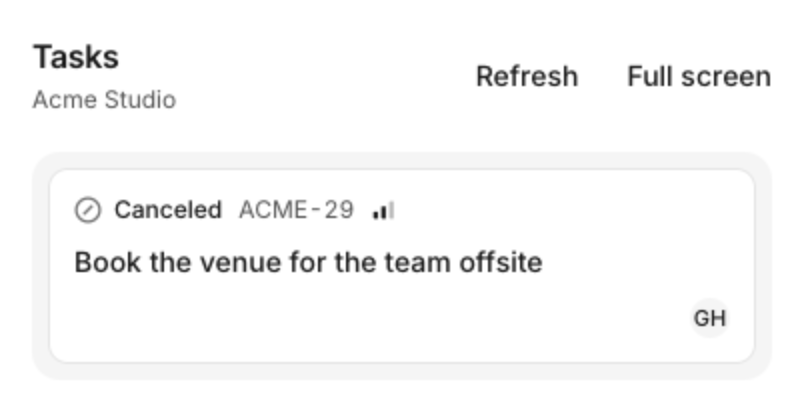 Tasks
Acme Studio
Refresh Full screen
Canceled ACME-29
Book the venue for the team offsite
GH